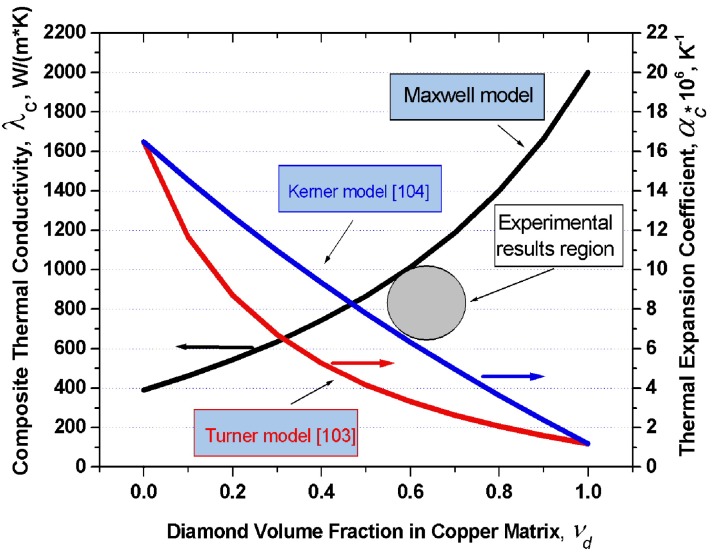 Composite Thermal Conductivity, λc, W/(m*K)
2200
2000
1800
1600
1400
1200
1000
800
600
400
200
0
Maxwell model
Kerner model [104]
Experimental
results region
Turner model [103]
22
20
18
16
14
12
10
8
6
4
2
0
Thermal Expansion Coefficient, αc*10⁶, K⁻¹
0.0 0.2 0.4 0.6 0.8 1.0
Diamond Volume Fraction in Copper Matrix, νd